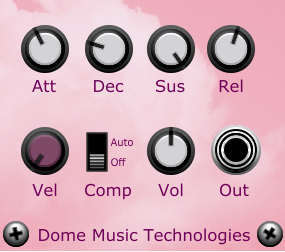 Att Dec Sus Rel
Auto
Off
Vel Comp Vol Out
Dome Music Technologies